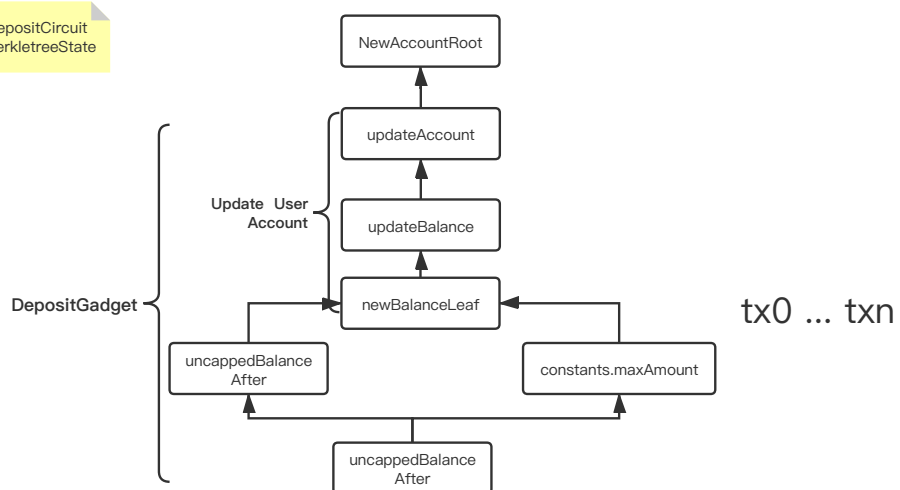 epositCircuit
erkletreeState
NewAccountRoot
updateAccount
Update User
Account
updateBalance
DepositGadget
newBalanceLeaf
tx0 ... txn
uncappedBalance
After
constants.maxAmount
uncappedBalance
After